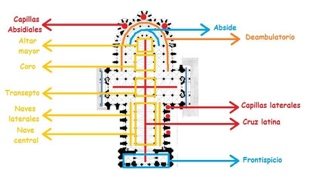 Capillas
Absidiales
Altar
mayor
Coro
Transepto
Naves
laterales
Nave
central
Abside
Deambulatorio
Capillas laterales
Cruz latina
Frontispicio